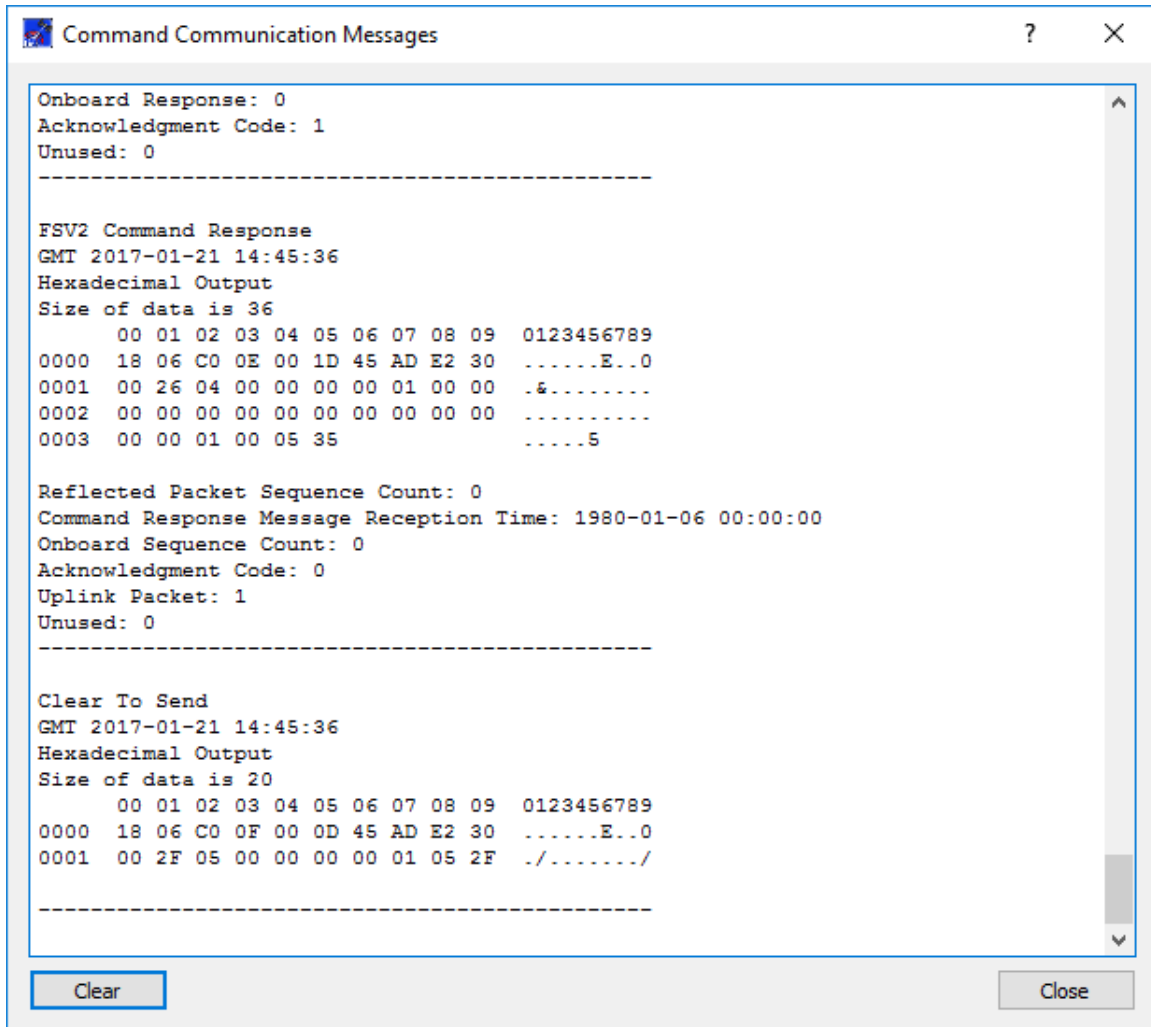 Command Communication Messages
?
Onboard Response: 0
Acknowledgment Code: 1
Unused: 0
-----------------------------------------------
FSV2 Command Response
GMT 2017-01-21 14:45:36
Hexadecimal Output
Size of data is 36
      00 01 02 03 04 05 06 07 08 09  0123456789
0000  18 06 C0 0E 00 1D 45 AD E2 30  ......E..0
0001  00 26 04 00 00 00 00 01 00 00  .&........
0002  00 00 00 00 00 00 00 00 00 00  ..........
0003  00 00 01 00 05 35              .....5
Reflected Packet Sequence Count: 0
Command Response Message Reception Time: 1980-01-06 00:00:00
Onboard Sequence Count: 0
Acknowledgment Code: 0
Uplink Packet: 1
Unused: 0
-----------------------------------------------
Clear To Send
GMT 2017-01-21 14:45:36
Hexadecimal Output
Size of data is 20
      00 01 02 03 04 05 06 07 08 09  0123456789
0000  18 06 C0 0F 00 0D 45 AD E2 30  ......E..0
0001  00 2F 05 00 00 00 00 01 05 2F  ./......./
-----------------------------------------------
Clear
Close